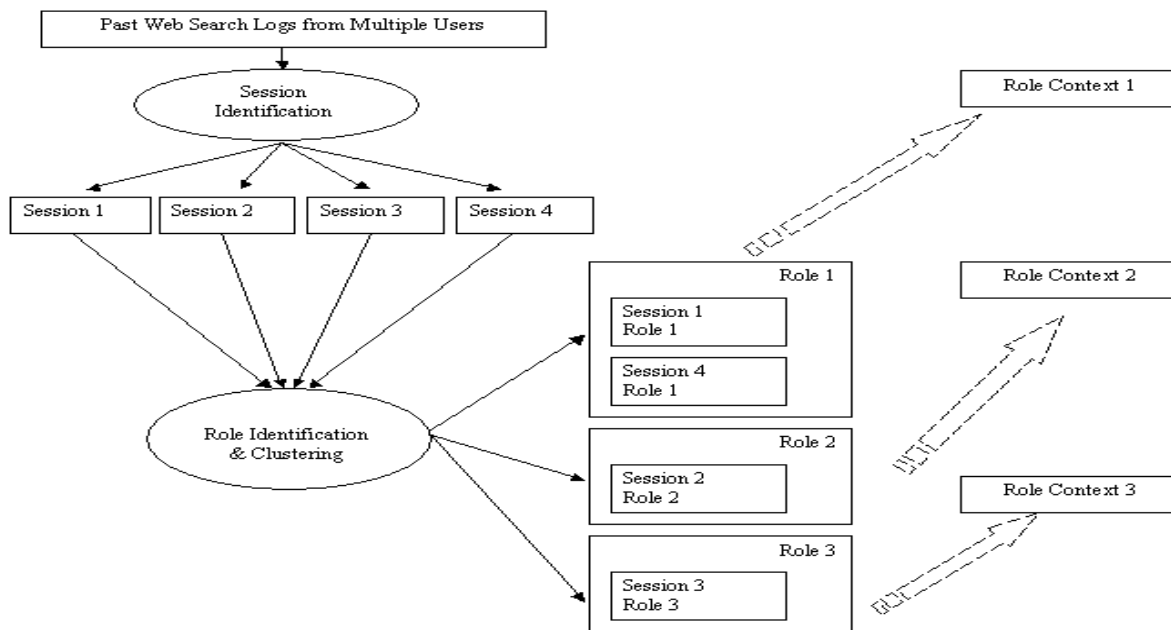 Past Web Search Logs from Multiple Users
Session
Identification
Session 1
Session 2
Session 3
Session 4
Role Identification
& Clustering
Role 1
Session 1
Role 1
Session 4
Role 1
Role 2
Session 2
Role 2
Role 3
Session 3
Role 3
Role Context 1
Role Context 2
Role Context 3